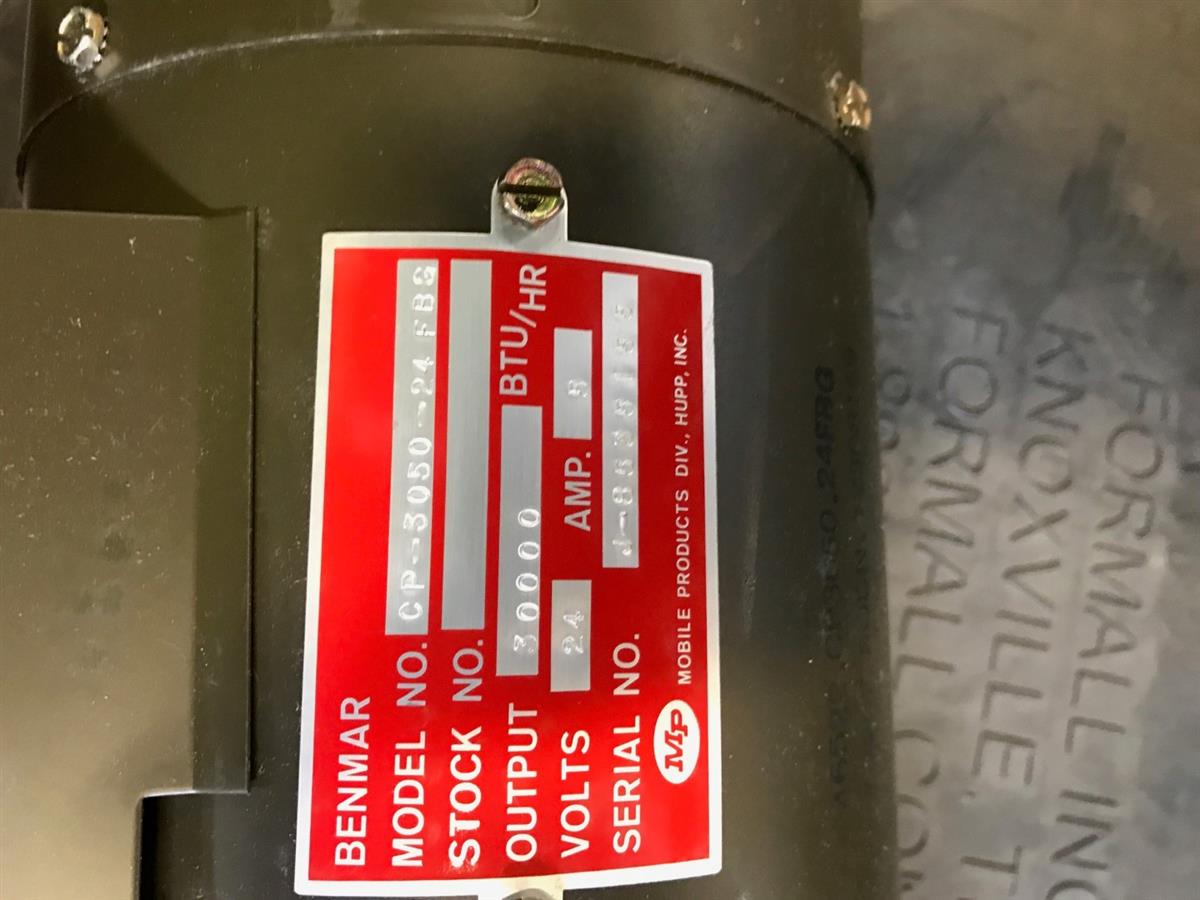 BENMAR
MODEL NO. CP-3050-24FBG
STOCK NO.
OUTPUT 30000 BTU/HR
VOLTS 24 AMP. 8
SERIAL NO.
MP MOBILE PRODUCTS DIV., HUPP, INC.
FORMALL INC
KNOXVILLE, T
FORMALL.COM